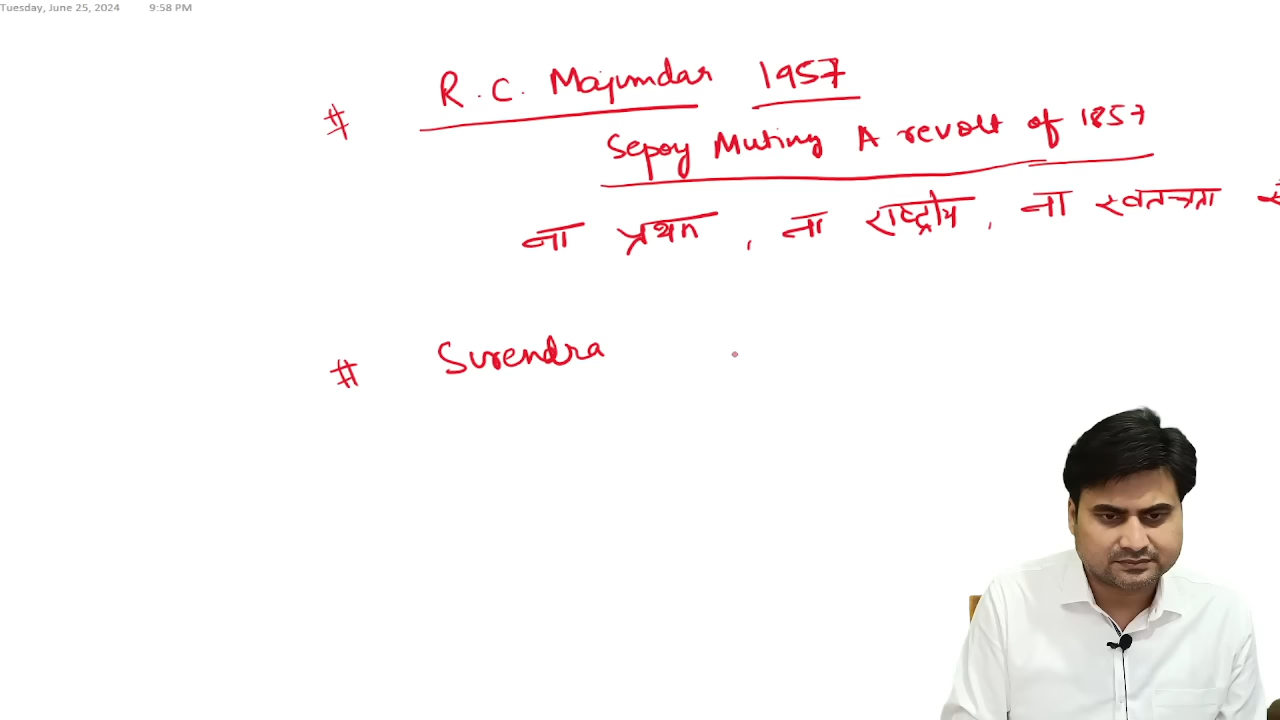 Tuesday, June 25, 2024 9:58 PM
# R.C. Majumdar 1957
Sepoy Mutiny A revolt of 1857
ना प्रथम, ना राष्ट्रीय, ना स्वतन्त्रता
# Surendra